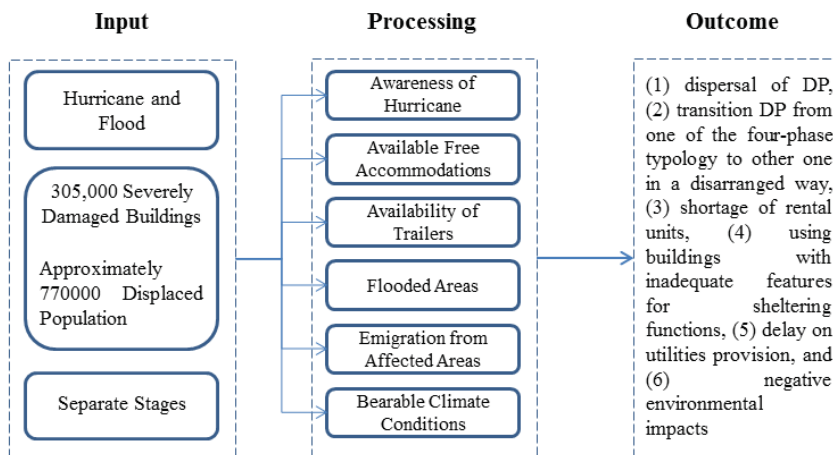 Input
Hurricane and
Flood
305,000 Severely
Damaged Buildings
Approximately
770000 Displaced
Population
Separate Stages
Processing
Awareness of
Hurricane
Available Free
Accommodations
Availability of
Trailers
Flooded Areas
Emigration from
Affected Areas
Bearable Climate
Conditions
Outcome
(1) dispersal of DP,
(2) transition DP from
one of the four-phase
typology to other one
in a disarranged way,
(3) shortage of rental
units, (4) using
buildings with
inadequate features
for sheltering
functions, (5) delay on
utilities provision, and
(6) negative
environmental
impacts